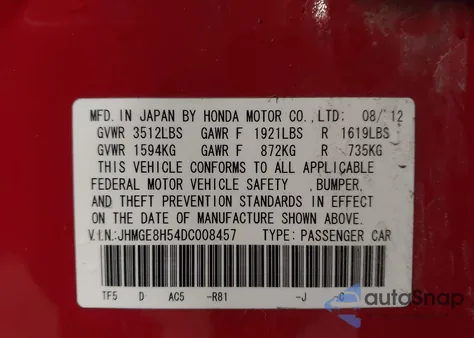 MFD. IN JAPAN BY HONDA MOTOR CO., LTD: 08/'12
GVWR 3512LBS GAWR F 1921LBS R 1619LBS
GVWR 1594KG GAWR F 872KG R 735KG
THIS VEHICLE CONFORMS TO ALL APPLICABLE
FEDERAL MOTOR VEHICLE SAFETY ,BUMPER,
AND THEFT PREVENTION STANDARDS IN EFFECT
ON THE DATE OF MANUFACTURE SHOWN ABOVE.
V.I.N.:JHMGE8H54DC008457 TYPE: PASSENGER CAR
TF5 D AC5 -R81 -J C
autoSnap